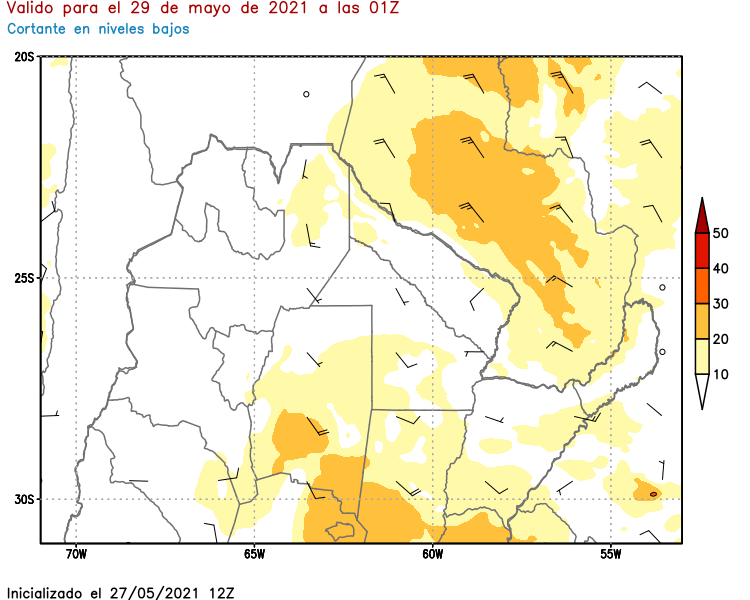 Valido para el 29 de mayo de 2021 a las 01Z
Cortante en niveles bajos
20S
25S
30S
70W
65W
60W
55W
50
40
30
20
10
Inicializado el 27/05/2021 12Z